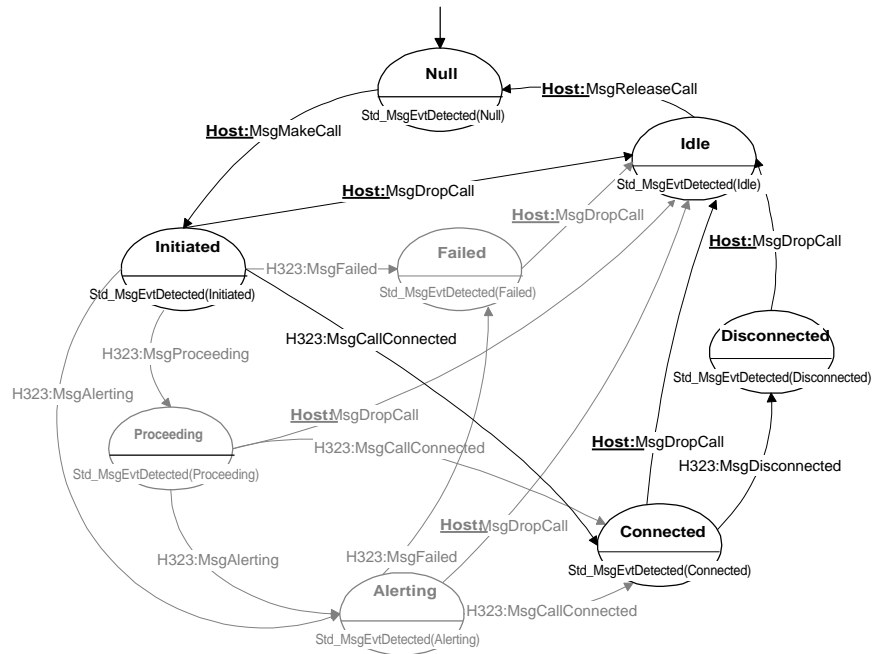 Null
Std_MsgEvtDetected(Null)
Host:MsgReleaseCall
Host:MsgMakeCall
Idle
Std_MsgEvtDetected(Idle)
Host:MsgDropCall
Host:MsgDropCall
Host:MsgDropCall
Initiated
Std_MsgEvtDetected(Initiated)
H323:MsgFailed
Failed
Std_MsgEvtDetected(Failed)
H323:MsgCallConnected
Disconnected
Std_MsgEvtDetected(Disconnected)
H323:MsgProceeding
H323:MsgAlerting
Host:MsgDropCall
Proceeding
Std_MsgEvtDetected(Proceeding)
H323:MsgCallConnected
Host:MsgDropCall
H323:MsgDisconnected
Host:MsgDropCall
Connected
Std_MsgEvtDetected(Connected)
H323:MsgAlerting
H323:MsgFailed
Alerting
Std_MsgEvtDetected(Alerting)
H323:MsgCallConnected